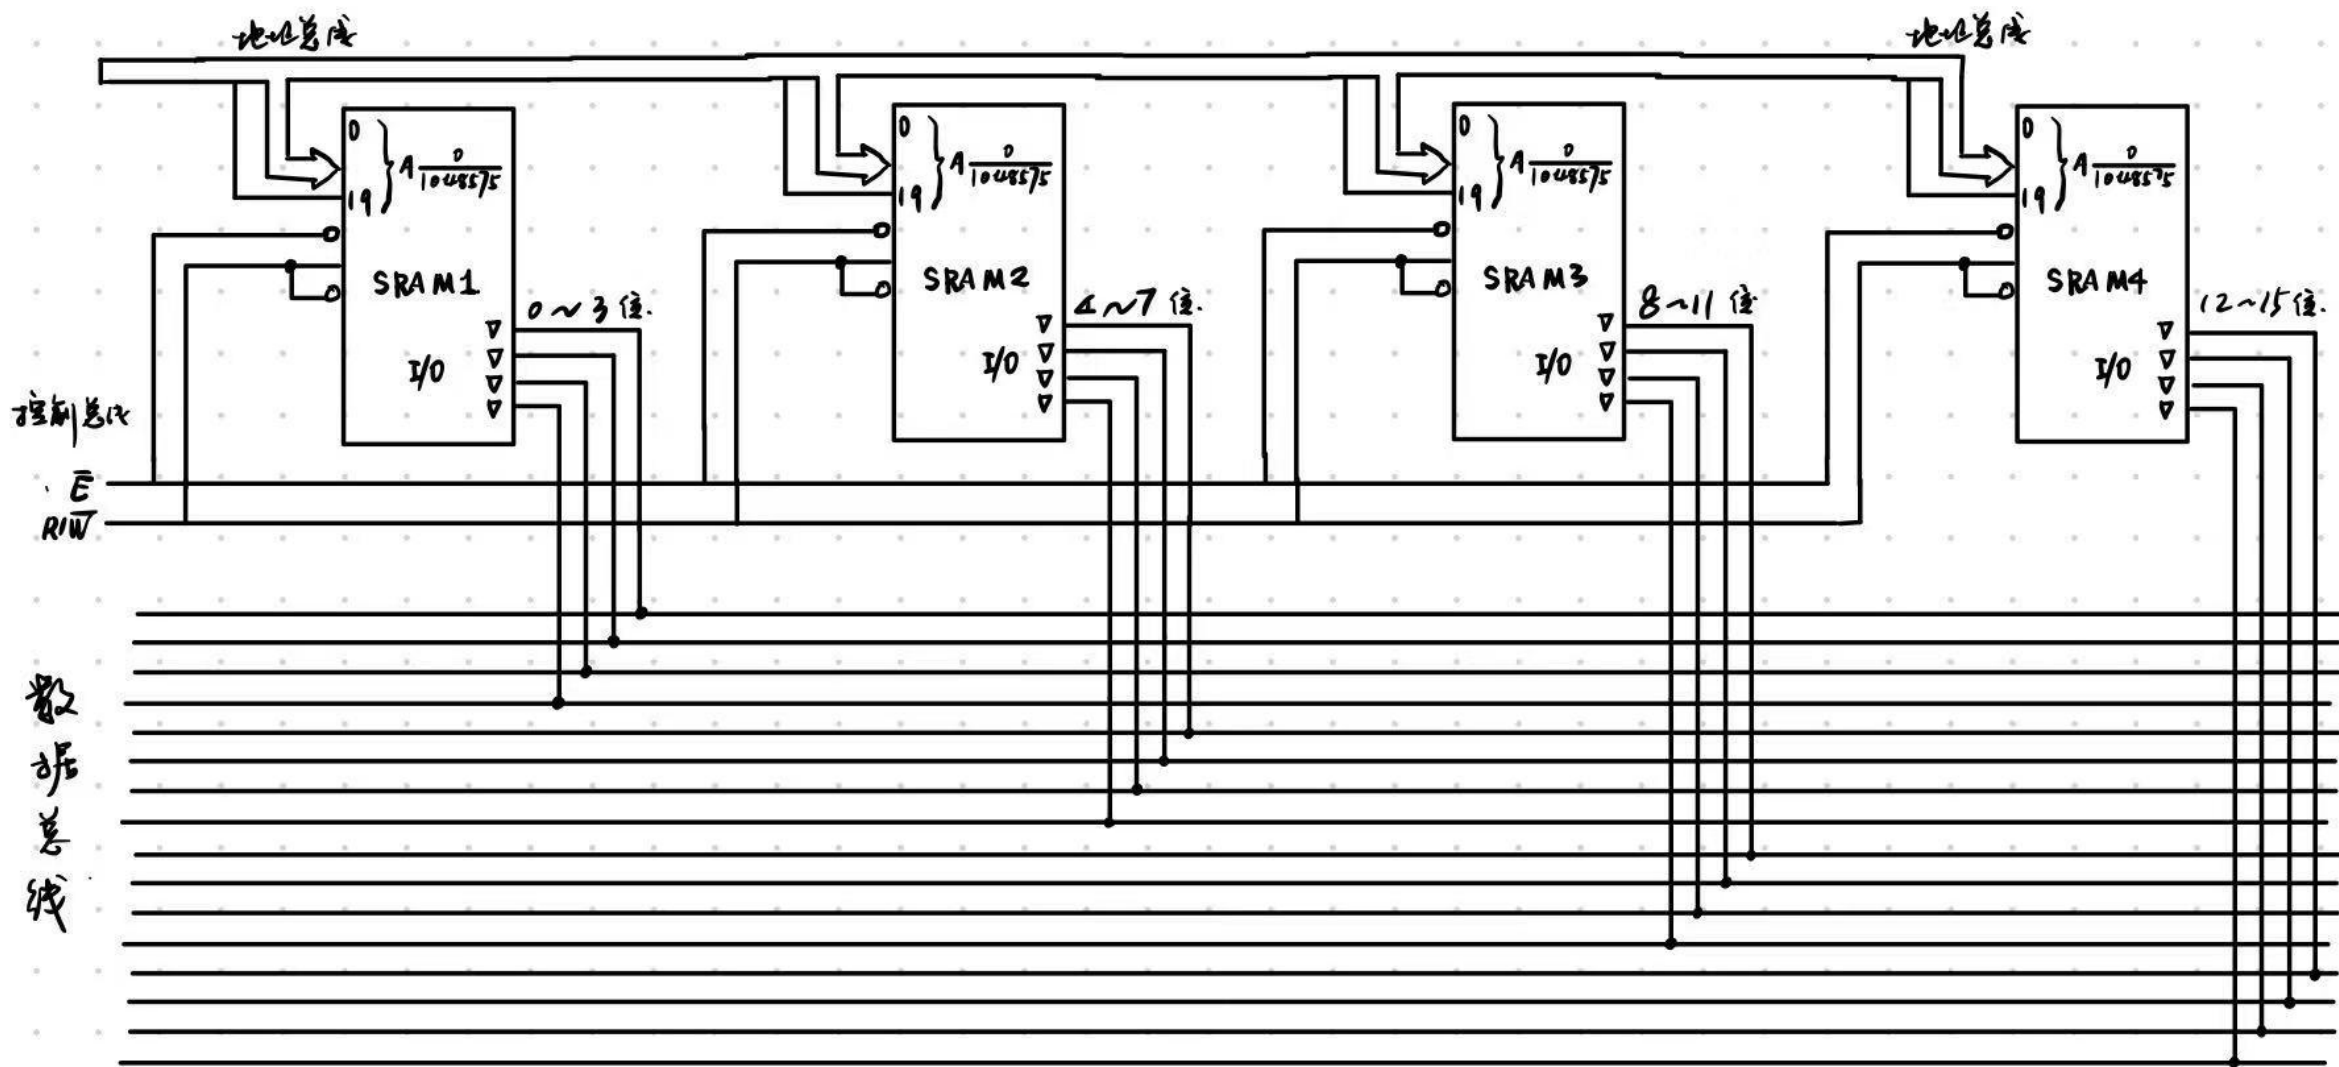 地址总线 地址总线
0 0 0 0
} A 0/1048575 } A 0/1048575 } A 0/1048575 } A 0/1048575
19 19 19 19
SRAM1 SRAM2 SRAM3 SRAM4
0~3位. 4~7位. 8~11位 12~15位.
I/O I/O I/O I/O
控制总线
E̅
R/W̅
数
据
总
线